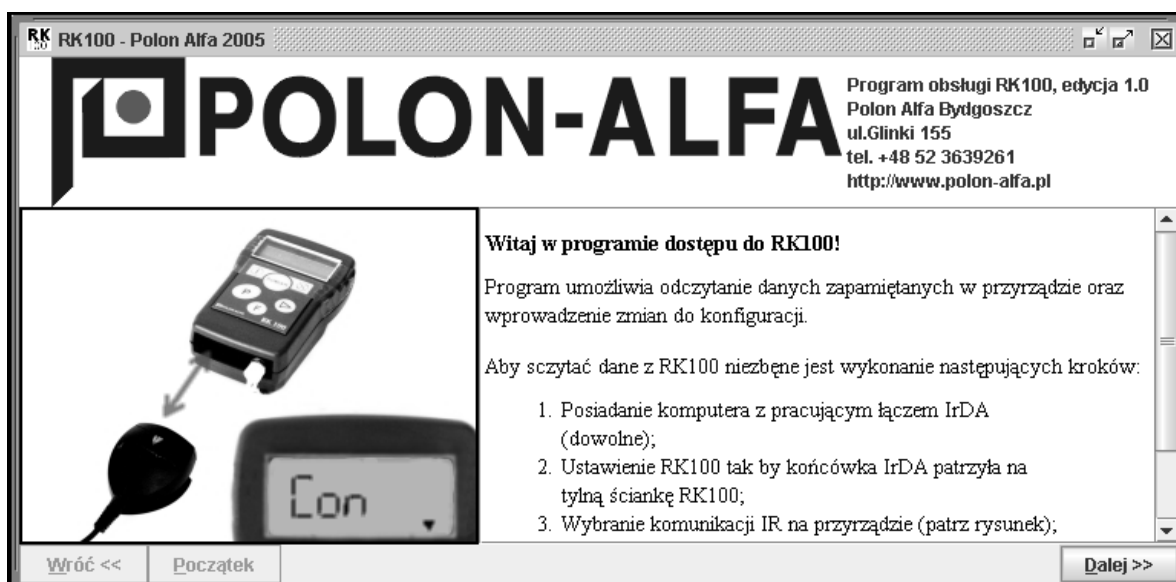 RK100 - Polon Alfa 2005
POLON-ALFA
Program obsługi RK100, edycja 1.0
Polon Alfa Bydgoszcz
ul.Glinki 155
tel. +48 52 3639261
http://www.polon-alfa.pl
Witaj w programie dostępu do RK100!
Program umożliwia odczytanie danych zapamiętanych w przyrządzie oraz
wprowadzenie zmian do konfiguracji.
Aby sczytać dane z RK100 niezbęne jest wykonanie następujących kroków:
1. Posiadanie komputera z pracującym łączem IrDA
(dowolne);
2. Ustawienie RK100 tak by końcówka IrDA patrzyła na
tylną ściankę RK100;
3. Wybranie komunikacji IR na przyrządzie (patrz rysunek);
P
F
RK 100
Con
Wróć <<
Początek
Dalej >>